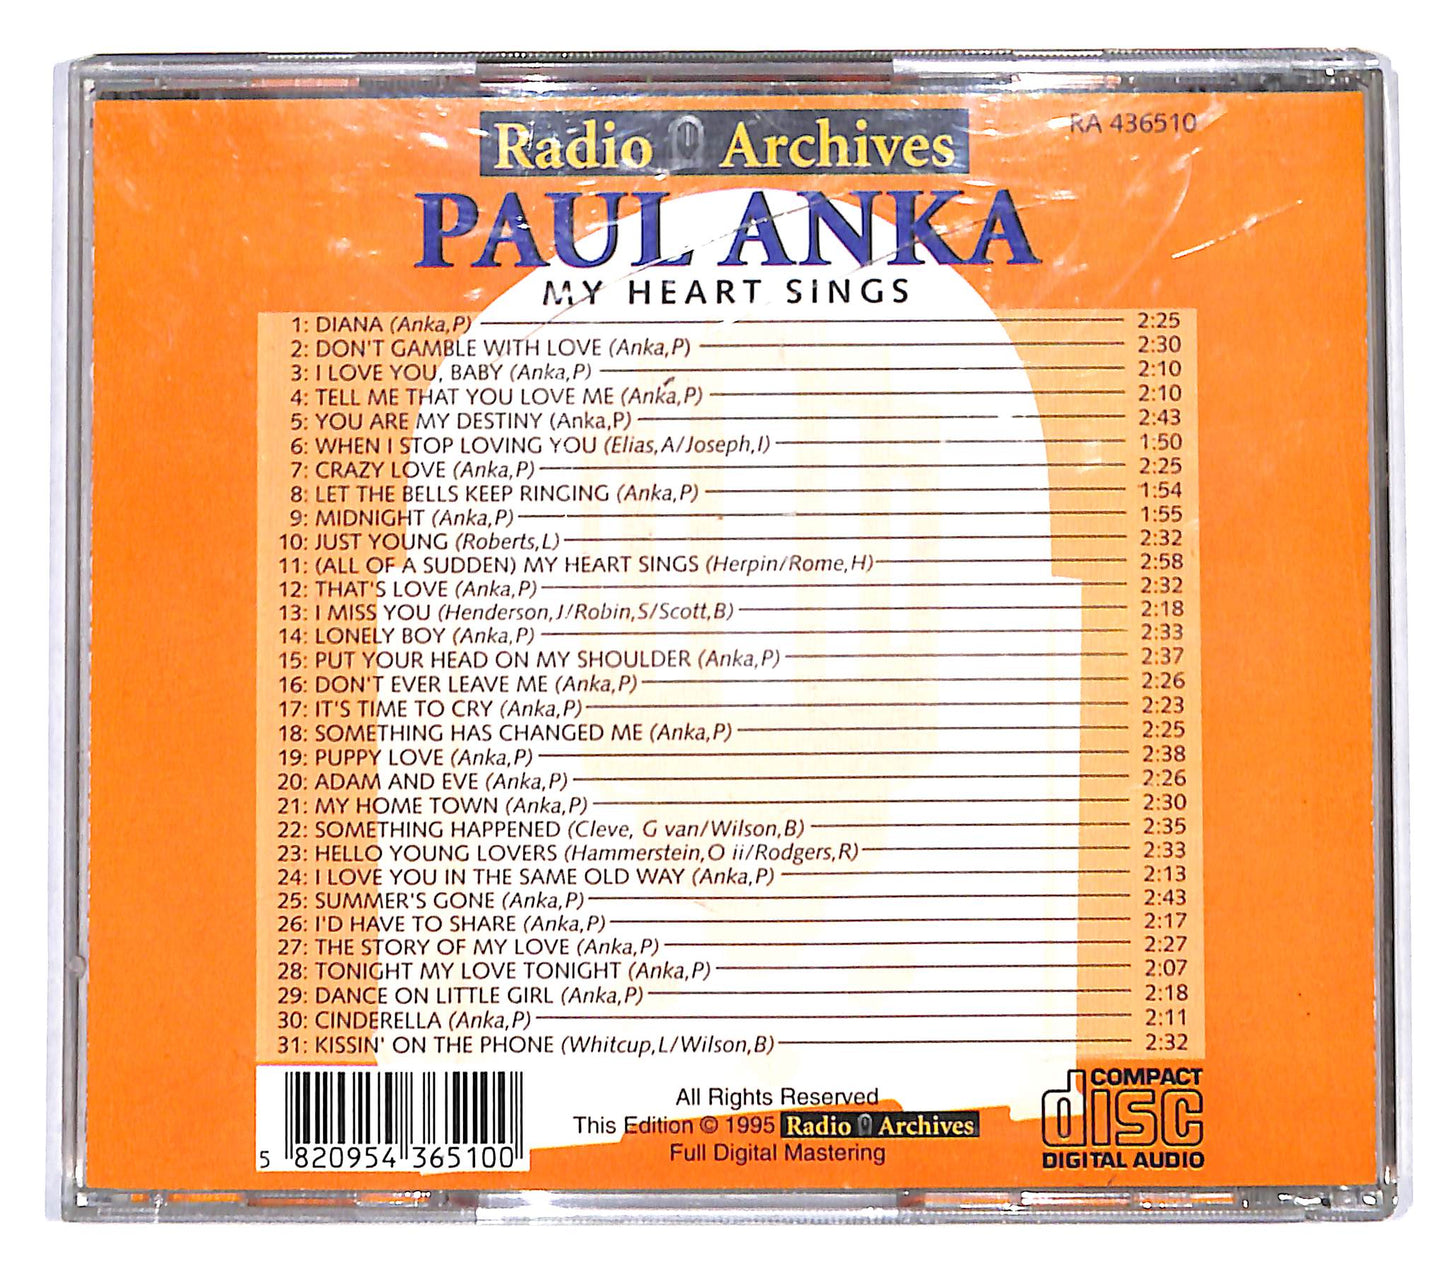 Radio Archives
RA 436510
PAUL ANKA
MY HEART SINGS
1: DIANA (Anka,P) 2:25
2: DON'T GAMBLE WITH LOVE (Anka,P) 2:30
3: I LOVE YOU, BABY (Anka,P) 2:10
4: TELL ME THAT YOU LOVE ME (Anka,P) 2:10
5: YOU ARE MY DESTINY (Anka,P) 2:43
6: WHEN I STOP LOVING YOU (Elias,A/Joseph,I) 1:50
7: CRAZY LOVE (Anka,P) 2:25
8: LET THE BELLS KEEP RINGING (Anka,P) 1:54
9: MIDNIGHT (Anka,P) 1:55
10: JUST YOUNG (Roberts,L) 2:32
11: (ALL OF A SUDDEN) MY HEART SINGS (Herpin/Rome,H) 2:58
12: THAT'S LOVE (Anka,P) 2:32
13: I MISS YOU (Henderson,J/Robin,S/Scott,B) 2:18
14: LONELY BOY (Anka,P) 2:33
15: PUT YOUR HEAD ON MY SHOULDER (Anka,P) 2:37
16: DON'T EVER LEAVE ME (Anka,P) 2:26
17: IT'S TIME TO CRY (Anka,P) 2:23
18: SOMETHING HAS CHANGED ME (Anka,P) 2:25
19: PUPPY LOVE (Anka,P) 2:38
20: ADAM AND EVE (Anka,P) 2:26
21: MY HOME TOWN (Anka,P) 2:30
22: SOMETHING HAPPENED (Cleve, G van/Wilson,B) 2:35
23: HELLO YOUNG LOVERS (Hammerstein,O ii/Rodgers,R) 2:33
24: I LOVE YOU IN THE SAME OLD WAY (Anka,P) 2:13
25: SUMMER'S GONE (Anka,P) 2:43
26: I'D HAVE TO SHARE (Anka,P) 2:17
27: THE STORY OF MY LOVE (Anka,P) 2:27
28: TONIGHT MY LOVE TONIGHT (Anka,P) 2:07
29: DANCE ON LITTLE GIRL (Anka,P) 2:18
30: CINDERELLA (Anka,P) 2:11
31: KISSIN' ON THE PHONE (Whitcup,L/Wilson,B) 2:32
5 820954 365100
All Rights Reserved
This Edition © 1995 Radio Archives
Full Digital Mastering
COMPACT
disc
DIGITAL AUDIO